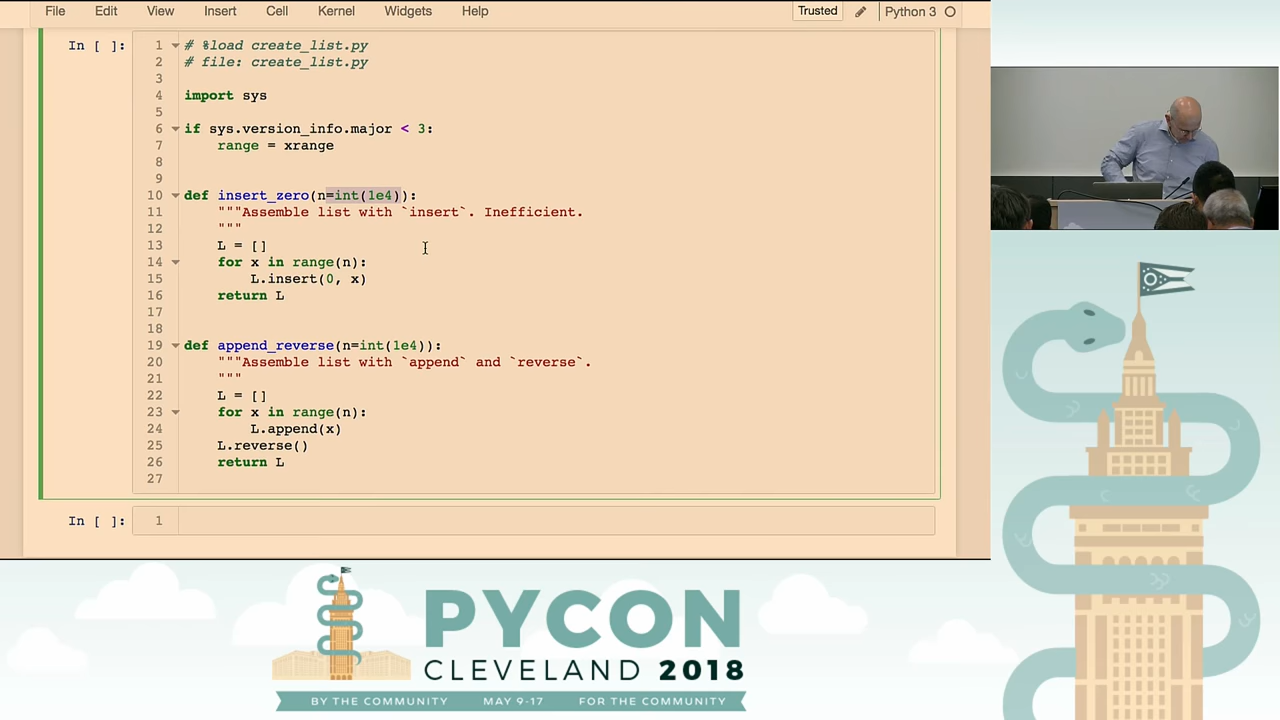 File Edit View Insert Cell Kernel Widgets Help Trusted Python 3
In [ ]:
1 # %load create_list.py
2 # file: create_list.py
3
4 import sys
5
6 if sys.version_info.major < 3:
7     range = xrange
8
9
10 def insert_zero(n=int(1e4)):
11     """Assemble list with `insert`. Inefficient.
12     """
13     L = []
14     for x in range(n):
15         L.insert(0, x)
16     return L
17
18
19 def append_reverse(n=int(1e4)):
20     """Assemble list with `append` and `reverse`.
21     """
22     L = []
23     for x in range(n):
24         L.append(x)
25     L.reverse()
26     return L
27
In [ ]: 1
PYCON
CLEVELAND 2018
BY THE COMMUNITY MAY 9-17 FOR THE COMMUNITY